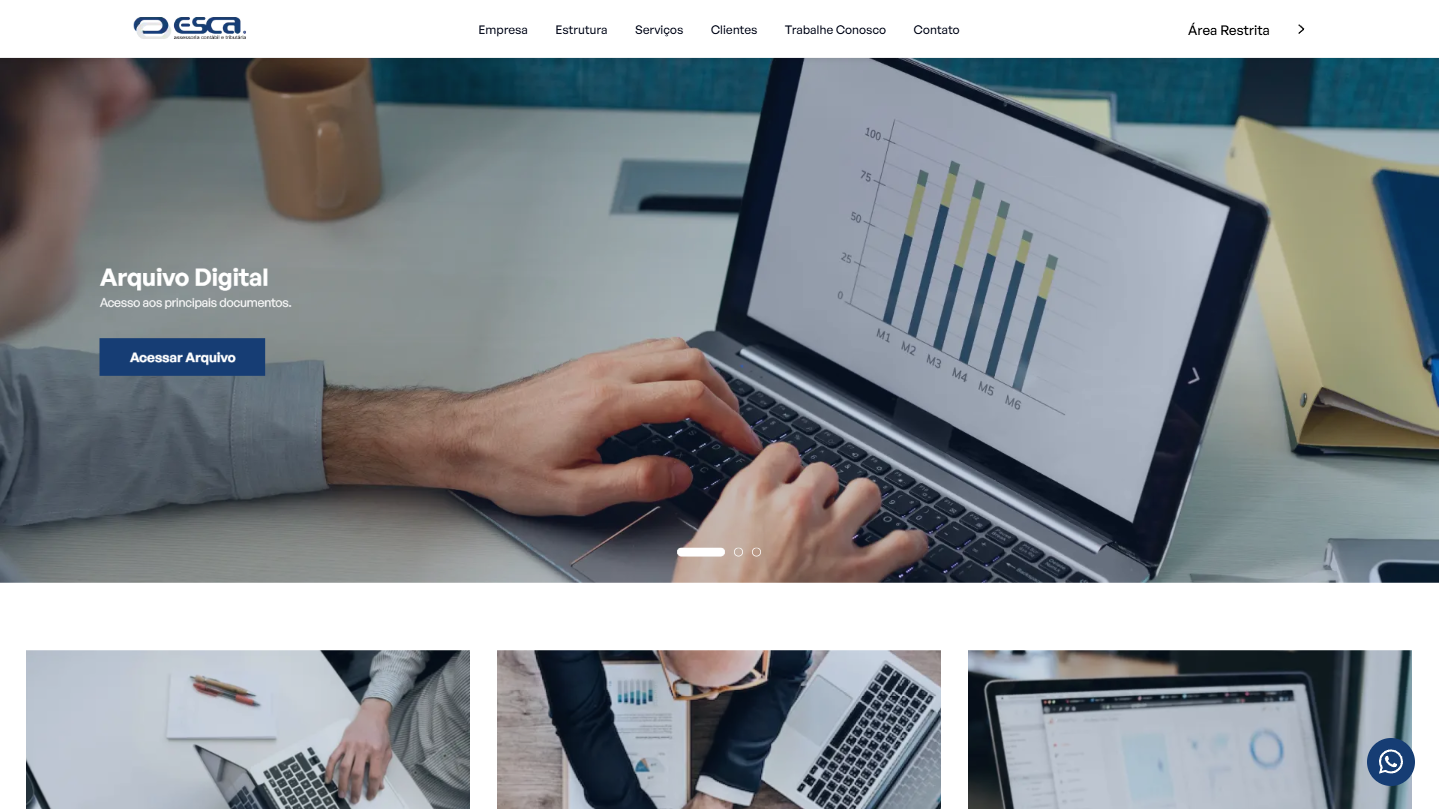 esca.
assessoria contábil e tributária
Empresa
Estrutura
Serviços
Clientes
Trabalhe Conosco
Contato
Área Restrita
100
75
50
25
0
M1
M2
M3
M4
M5
M6
Arquivo Digital
Acesso aos principais documentos.
Acessar Arquivo